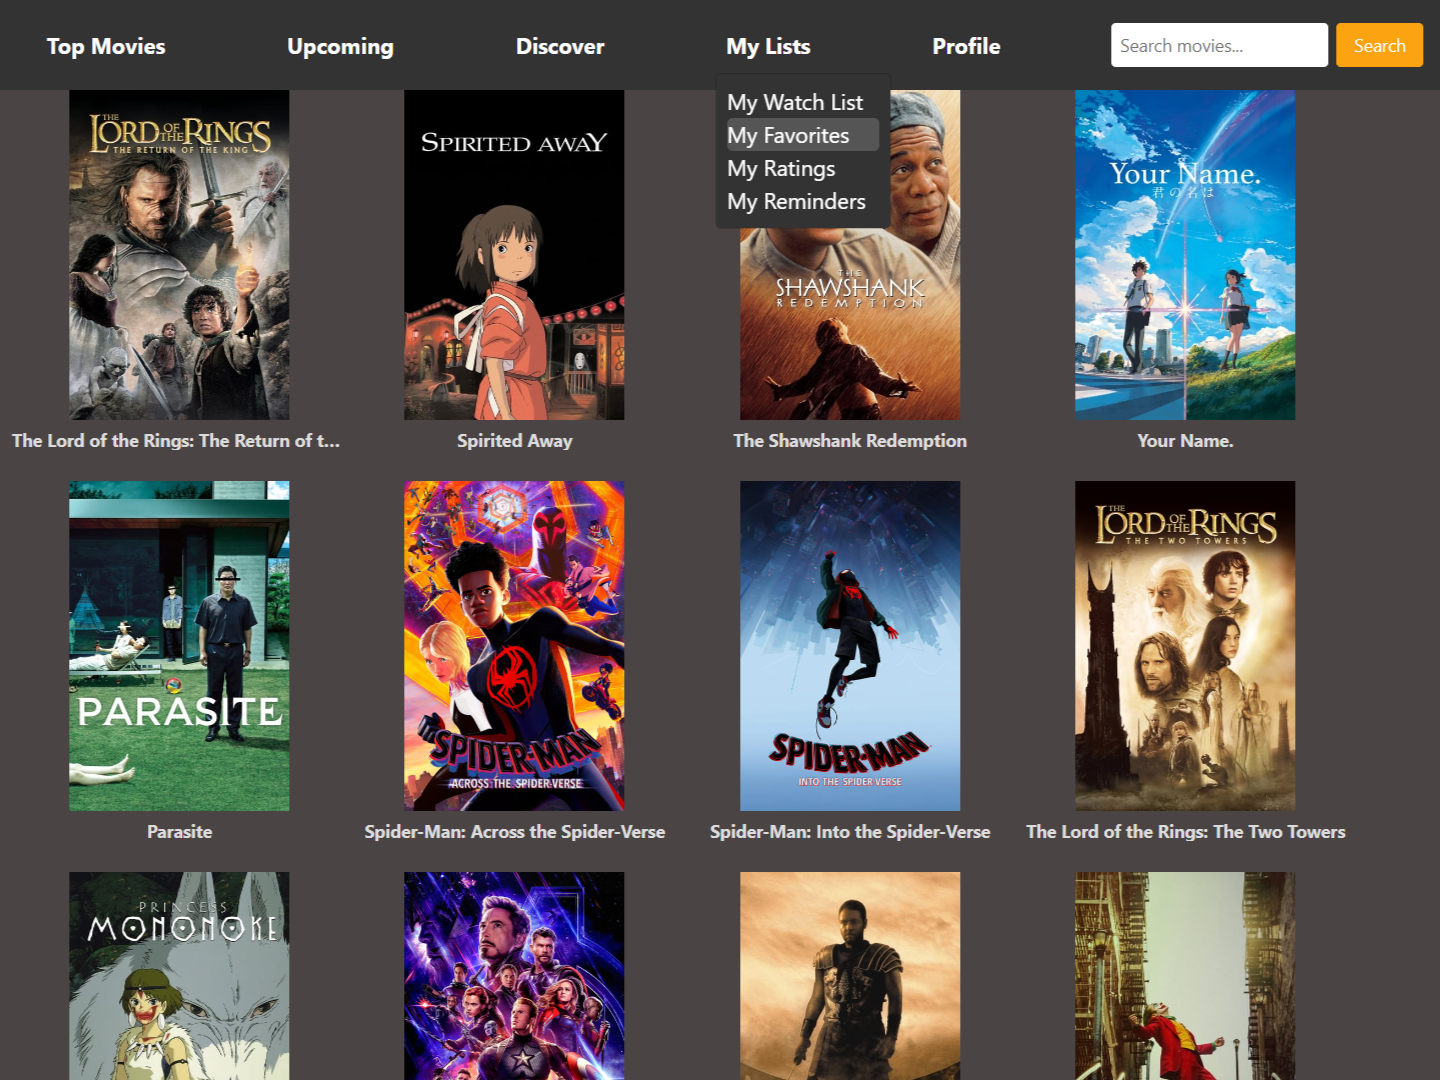 Top Movies
Upcoming
Discover
My Lists
Profile
Search movies...
Search
My Watch List
My Favorites
My Ratings
My Reminders
THE
LORD OF THE RINGS
THE RETURN OF THE KING
SPIRITED AWAY
THE
SHAWSHANK
REDEMPTION
Your Name.
君の名は
The Lord of the Rings: The Return of t...
Spirited Away
The Shawshank Redemption
Your Name.
PARASITE
SPIDER-MAN
ACROSS THE SPIDER-VERSE
SPIDER-MAN
INTO THE SPIDER-VERSE
THE
LORD OF THE RINGS
THE TWO TOWERS
Parasite
Spider-Man: Across the Spider-Verse
Spider-Man: Into the Spider-Verse
The Lord of the Rings: The Two Towers
PRINCESS
MONONOKE